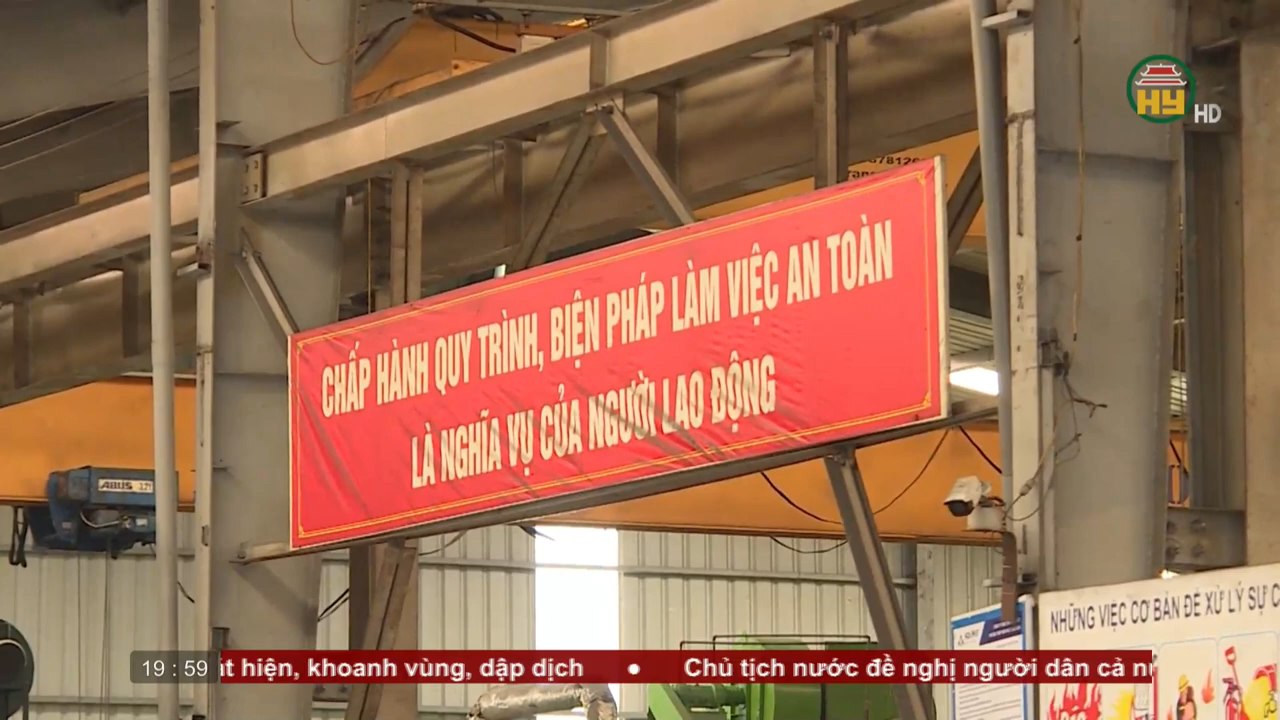 HY HD
CHẤP HÀNH QUY TRÌNH, BIỆN PHÁP LÀM VIỆC AN TOÀN
LÀ NGHĨA VỤ CỦA NGƯỜI LAO ĐỘNG
ABUS
NHỮNG VIỆC CƠ BẢN ĐỂ XỬ LÝ SỰ
19 : 59
hiện, khoanh vùng, dập dịch • Chủ tịch nước đề nghị người dân cả